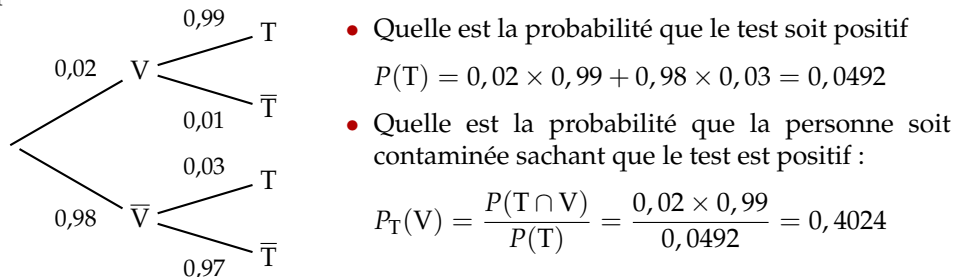 0,99
T
0,02
V
0,01
T̅
0,03
T
0,98
V̅
0,97
T̅
• Quelle est la probabilité que le test soit positif
P(T) = 0,02 × 0,99 + 0,98 × 0,03 = 0,0492
• Quelle est la probabilité que la personne soit
contaminée sachant que le test est positif :
P_T(V) = P(T ∩ V) / P(T) = 0,02 × 0,99 / 0,0492 = 0,4024